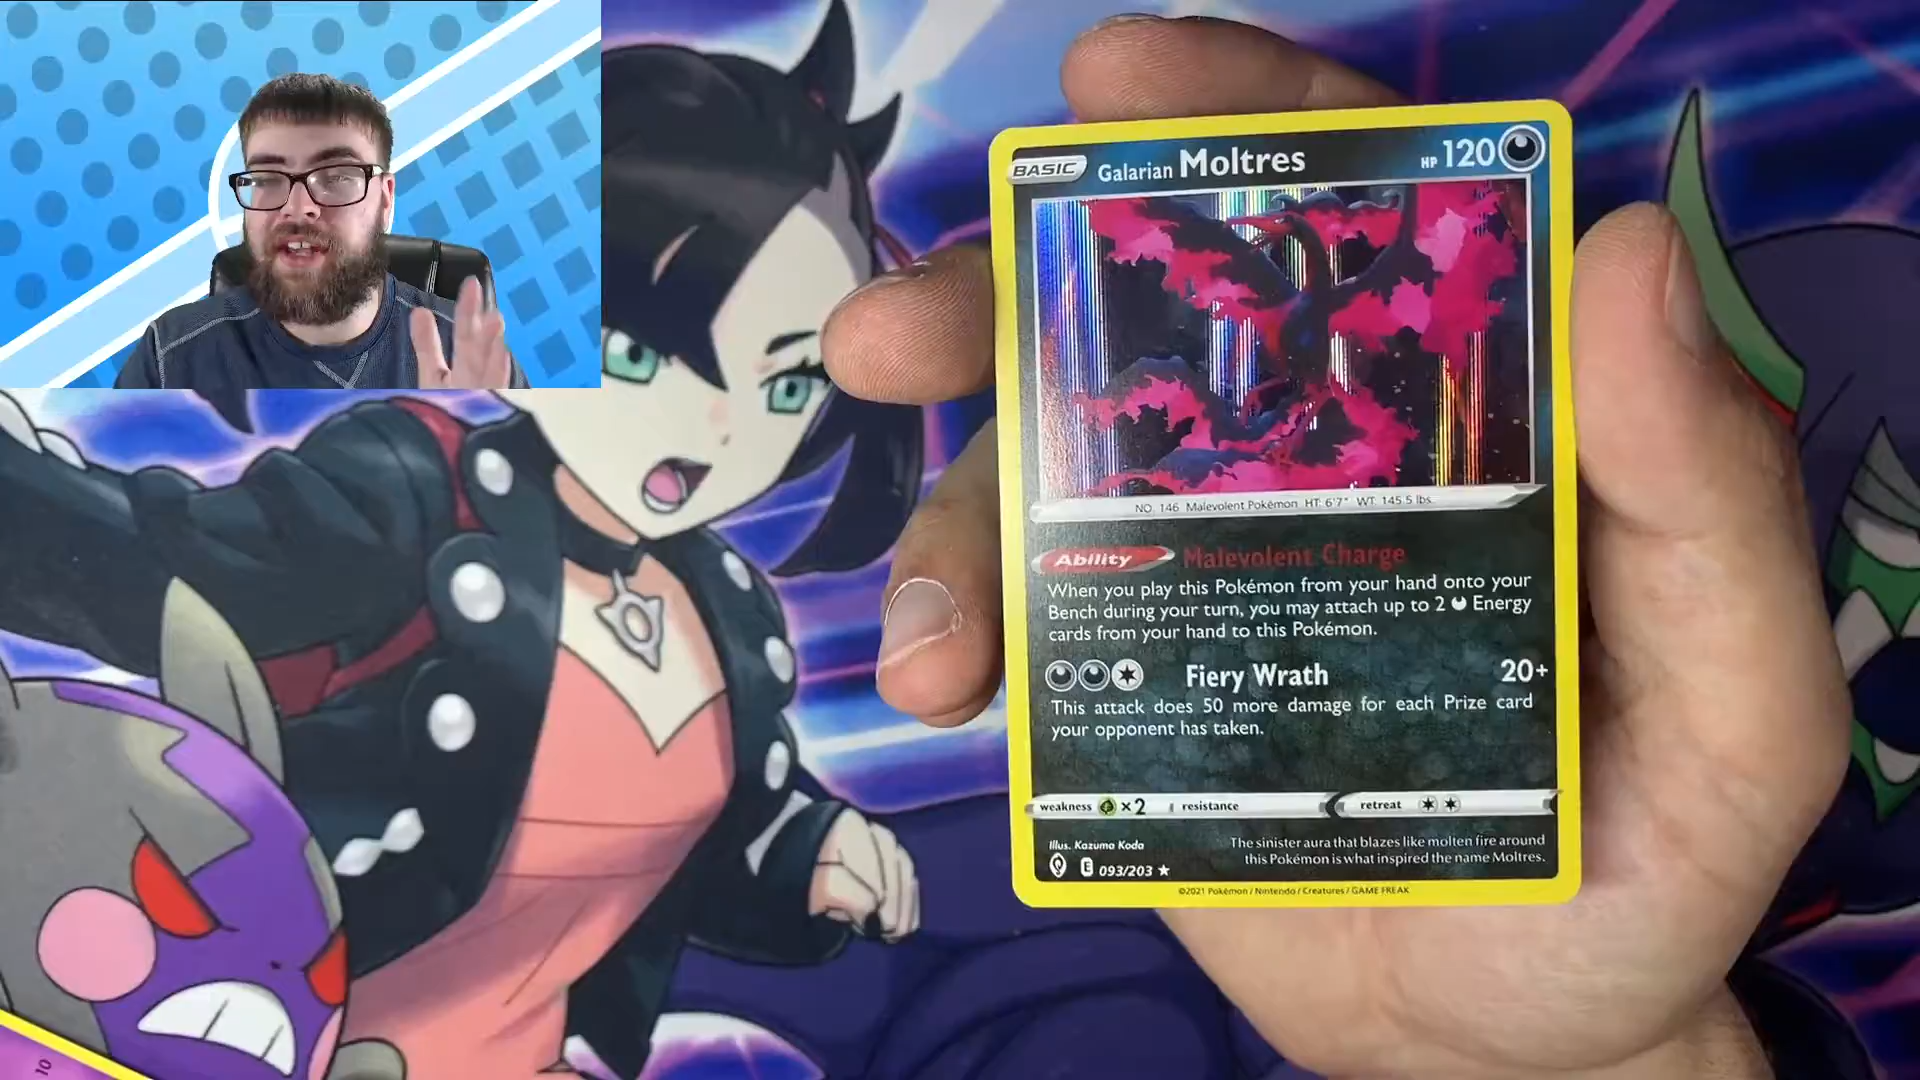 BASIC Galarian Moltres HP 120
NO. 146 Malevolent Pokémon HT: 6'7" WT: 145.5 lbs.
Ability Malevolent Charge
When you play this Pokémon from your hand onto your
Bench during your turn, you may attach up to 2 Energy
cards from your hand to this Pokémon.
Fiery Wrath 20+
This attack does 50 more damage for each Prize card
your opponent has taken.
weakness ×2 resistance retreat
Illus. Kazuma Koda
The sinister aura that blazes like molten fire around
this Pokémon is what inspired the name Moltres.
E 093/203 ★
©2021 Pokémon / Nintendo / Creatures / GAME FREAK
10